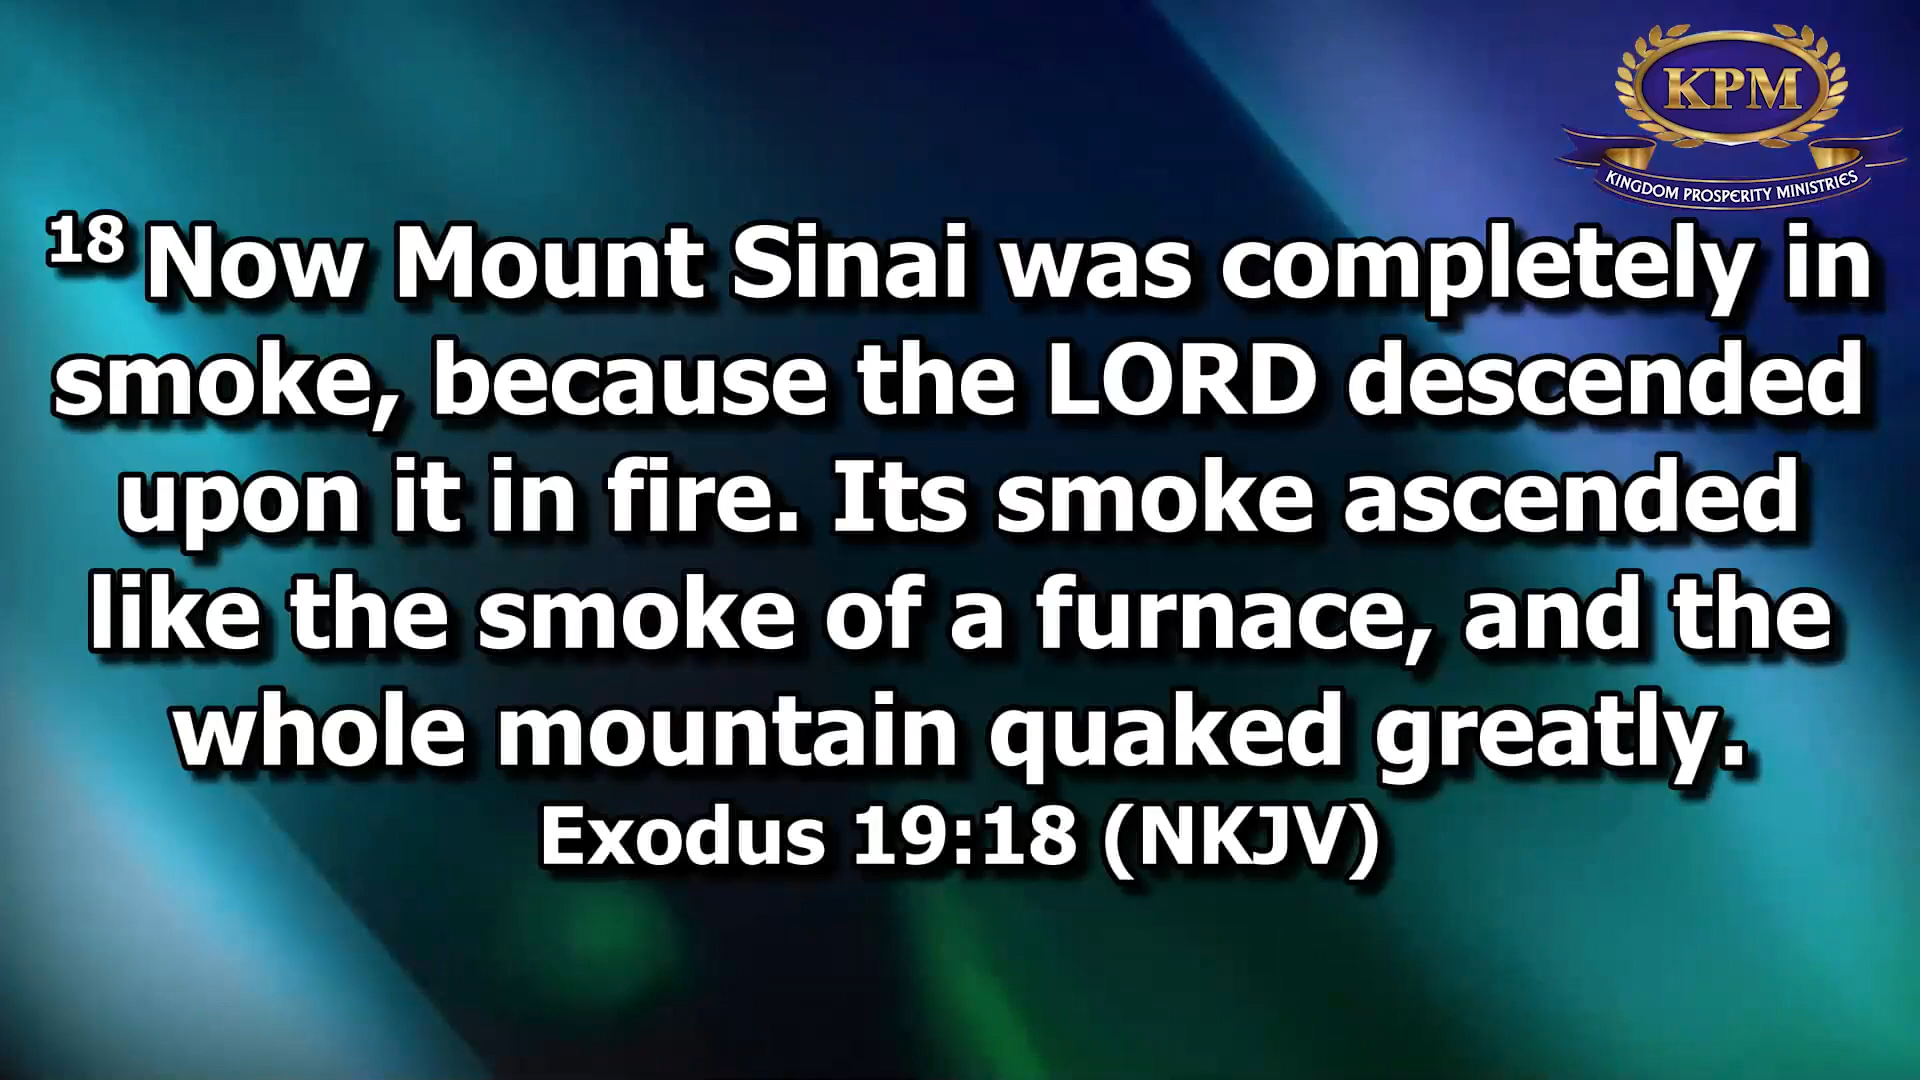 KPM
KINGDOM PROSPERITY MINISTRIES
18 Now Mount Sinai was completely in
smoke, because the LORD descended
upon it in fire. Its smoke ascended
like the smoke of a furnace, and the
whole mountain quaked greatly.
Exodus 19:18 (NKJV)